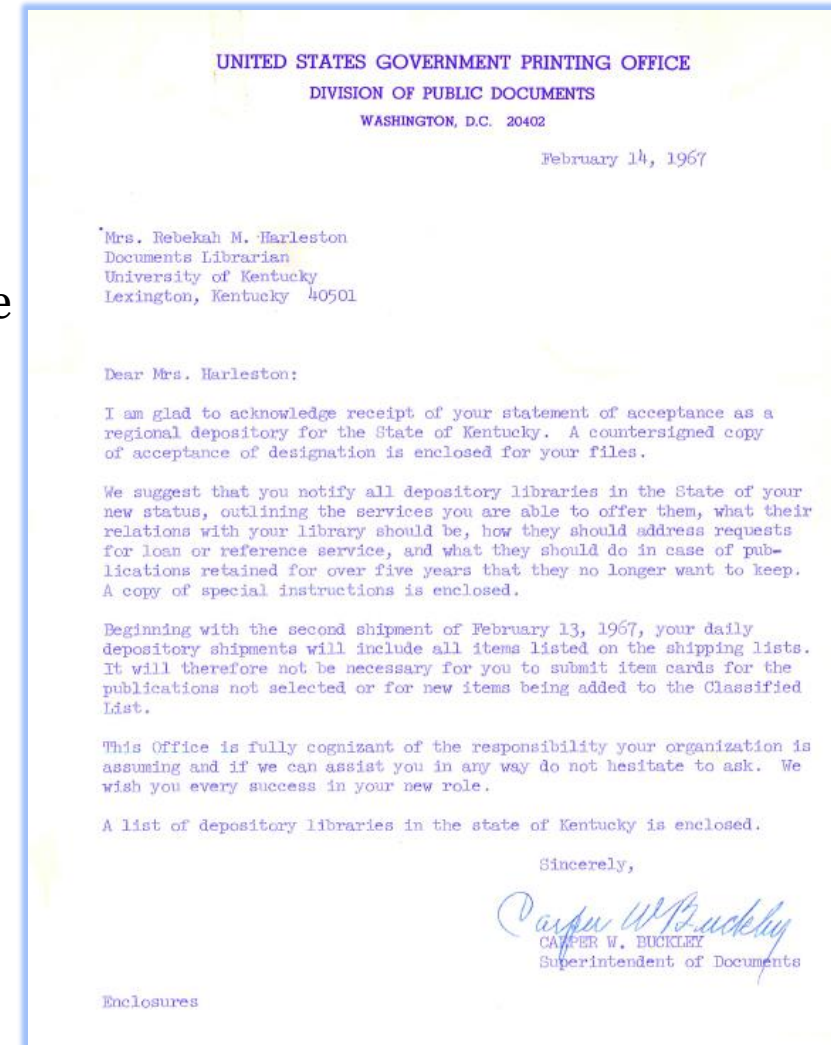 UNITED STATES GOVERNMENT PRINTING OFFICE
DIVISION OF PUBLIC DOCUMENTS
WASHINGTON, D.C. 20402
February 14, 1967
Mrs. Rebekah M. Harleston
Documents Librarian
University of Kentucky
Lexington, Kentucky 40501
e
Dear Mrs. Harleston:
I am glad to acknowledge receipt of your statement of acceptance as a
regional depository for the State of Kentucky. A countersigned copy
of acceptance of designation is enclosed for your files.
We suggest that you notify all depository libraries in the State of your
new status, outlining the services you are able to offer them, what their
relations with your library should be, how they should address requests
for loan or reference service, and what they should do in case of pub-
lications retained for over five years that they no longer want to keep.
A copy of special instructions is enclosed.
Beginning with the second shipment of February 13, 1967, your daily
depository shipments will include all items listed on the shipping lists.
It will therefore not be necessary for you to submit item cards for the
publications not selected or for new items being added to the Classified
List.
This Office is fully cognizant of the responsibility your organization is
assuming and if we can assist you in any way do not hesitate to ask. We
wish you every success in your new role.
A list of depository libraries in the state of Kentucky is enclosed.
Sincerely,
Carper W Buckley
CARPER W. BUCKLEY
Superintendent of Documents
Enclosures